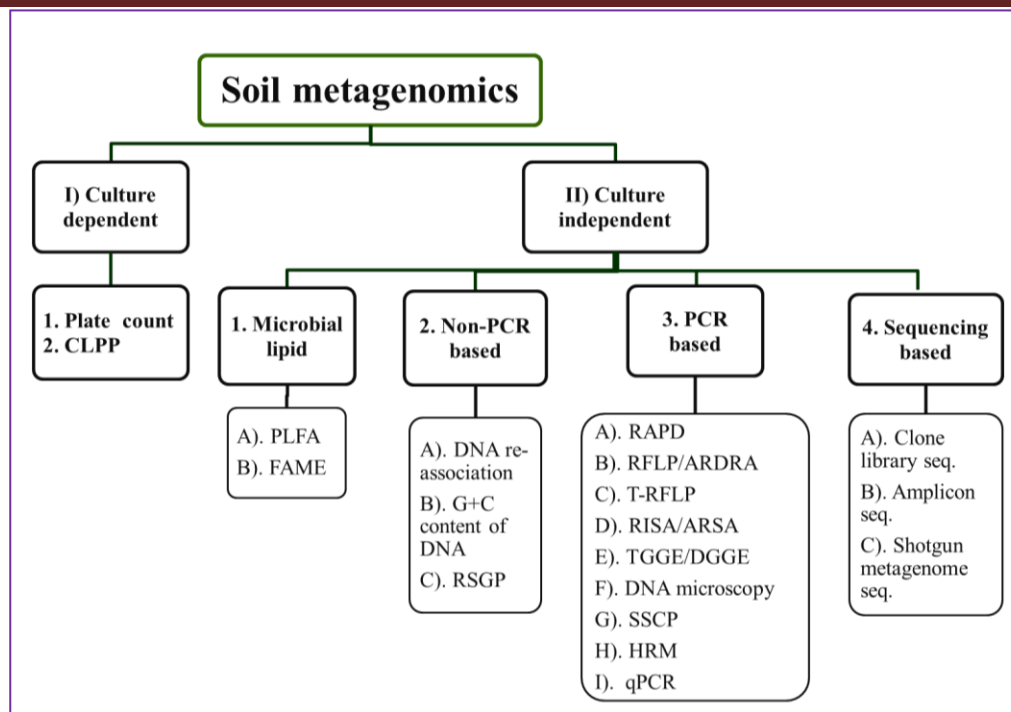 Soil metagenomics
I) Culture
dependent
II) Culture
independent
1. Plate count
2. CLPP
1. Microbial
lipid
2. Non-PCR
based
3. PCR
based
4. Sequencing
based
A). PLFA
B). FAME
A). DNA re-
association
B). G+C
content of
DNA
C). RSGP
A). RAPD
B). RFLP/ARDRA
C). T-RFLP
D). RISA/ARSA
E). TGGE/DGGE
F). DNA microscopy
G). SSCP
H). HRM
I). qPCR
A). Clone
library seq.
B). Amplicon
seq.
C). Shotgun
metagenome
seq.